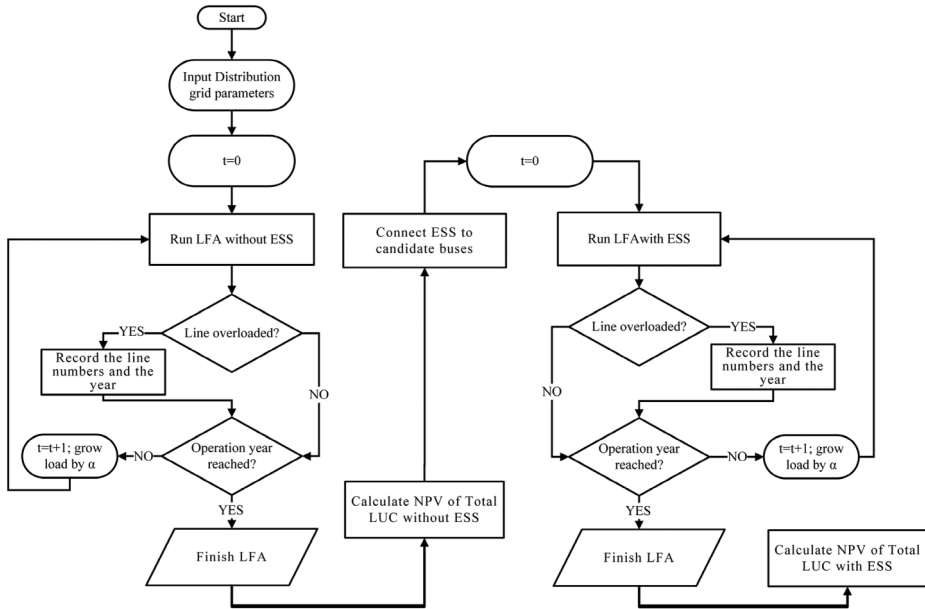 Start
Input Distribution
grid parameters
t=0
Run LFA without ESS
Line overloaded?
YES
NO
Record the line
numbers and the
year
Operation year
reached?
NO
t=t+1; grow
load by α
YES
Finish LFA
Calculate NPV of Total
LUC without ESS
Connect ESS to
candidate buses
t=0
Run LFAwith ESS
Line overloaded?
YES
NO
Record the line
numbers and the
year
Operation year
reached?
NO
t=t+1; grow
load by α
YES
Finish LFA
Calculate NPV of Total
LUC with ESS